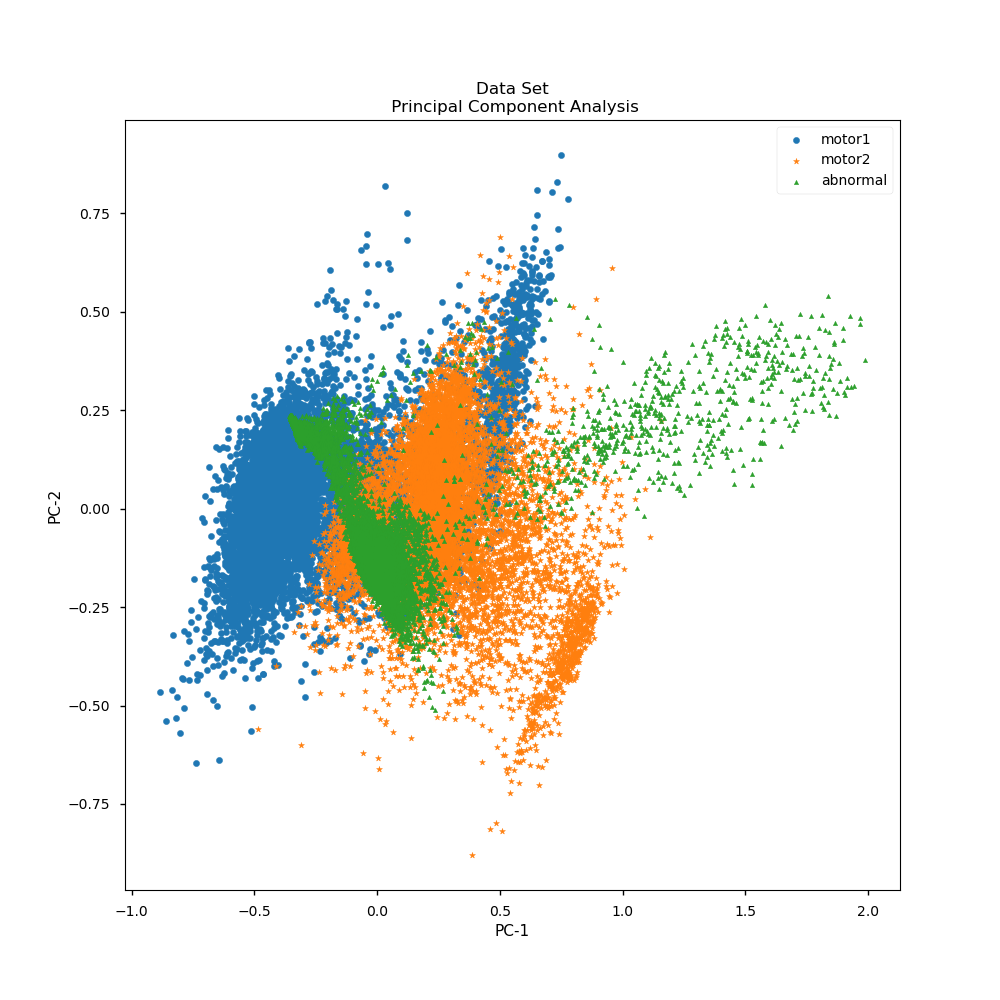 Data Set
Principal Component Analysis
motor1
motor2
abnormal
PC-2
0.75
0.50
0.25
0.00
−0.25
−0.50
−0.75
−1.0 −0.5 0.0 0.5 1.0 1.5 2.0
PC-1